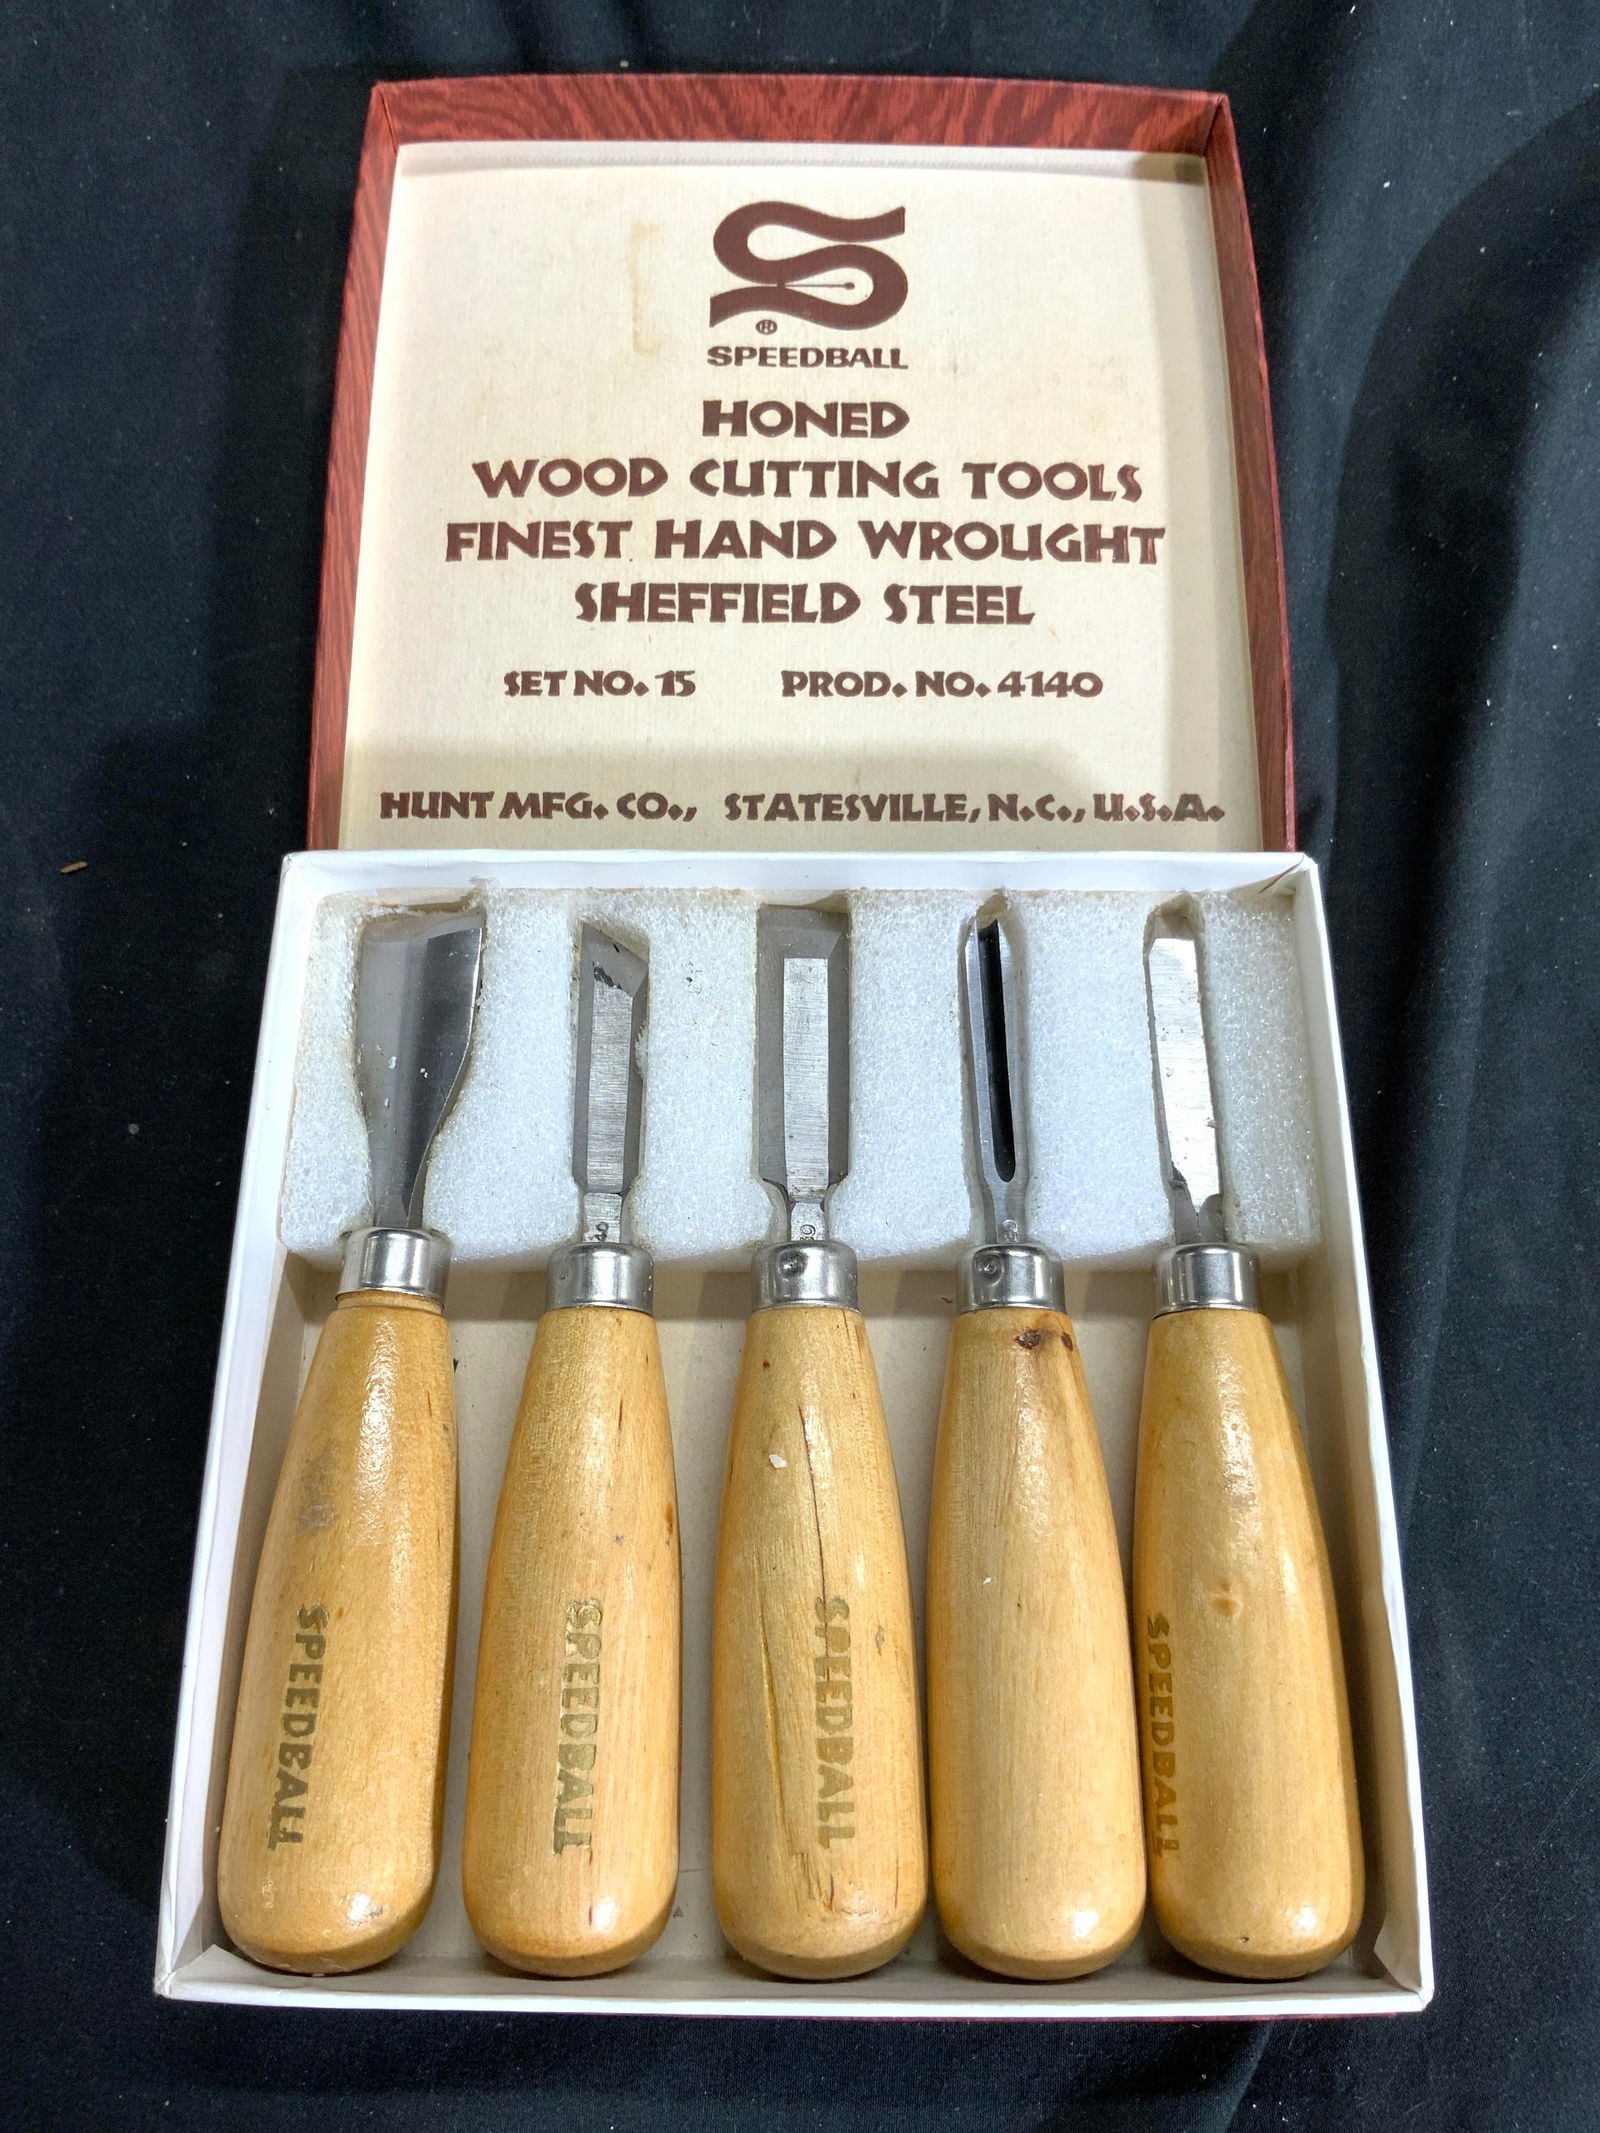 ®
SPEEDBALL
HONED
WOOD CUTTING TOOLS
FINEST HAND WROUGHT
SHEFFIELD STEEL
SET NO. 15 PROD. NO. 4140
HUNT MFG. CO., STATESVILLE, N.C., U.S.A.
SPEEDBALL
SPEEDBALL
SPEEDBALL
SPEEDBALL